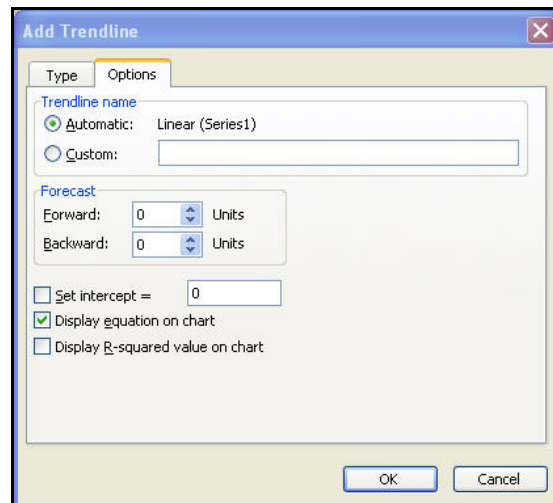 Add Trendline
Type Options
Trendline name
Automatic: Linear (Series1)
Custom:
Forecast
Forward: 0 Units
Backward: 0 Units
Set intercept = 0
Display equation on chart
Display R-squared value on chart
OK Cancel